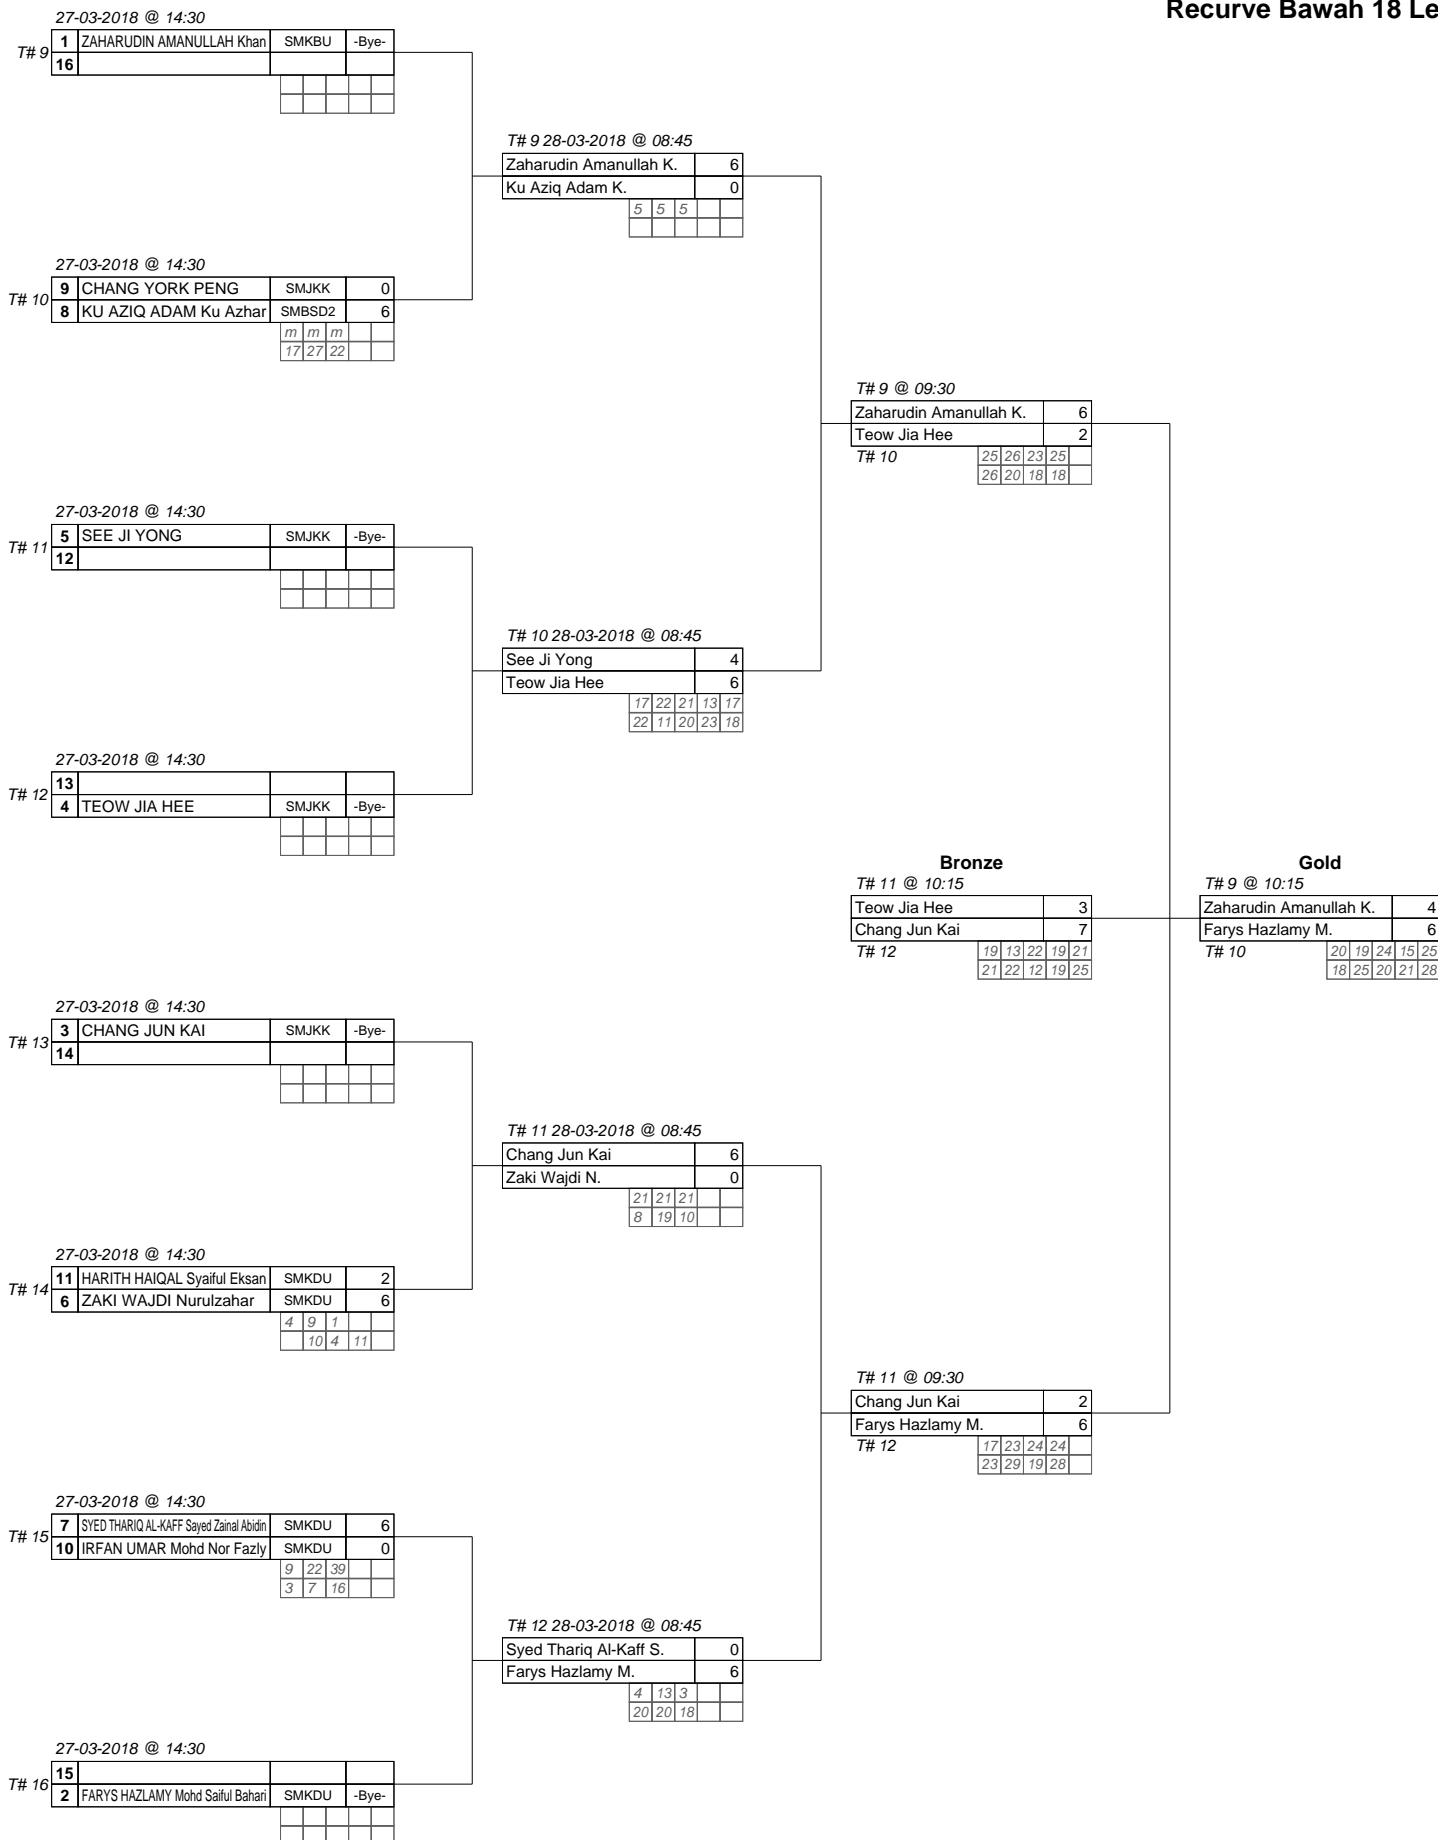 Recurve Bawah 18 Le
27-03-2018 @ 14:30
T# 9
1 ZAHARUDIN AMANULLAH Khan SMKBU -Bye-
16
T# 9 28-03-2018 @ 08:45
Zaharudin Amanullah K. 6
Ku Aziq Adam K. 0
5 5 5
27-03-2018 @ 14:30
T# 10
9 CHANG YORK PENG SMJKK 0
8 KU AZIQ ADAM Ku Azhar SMBSD2 6
m m m
17 27 22
T# 9 @ 09:30
Zaharudin Amanullah K. 6
Teow Jia Hee 2
T# 10 25 26 23 25
26 20 18 18
27-03-2018 @ 14:30
T# 11
5 SEE JI YONG SMJKK -Bye-
12
T# 10 28-03-2018 @ 08:45
See Ji Yong 4
Teow Jia Hee 6
17 22 21 13 17
22 11 20 23 18
27-03-2018 @ 14:30
T# 12
13
4 TEOW JIA HEE SMJKK -Bye-
Bronze
T# 11 @ 10:15
Teow Jia Hee 3
Chang Jun Kai 7
T# 12 19 13 22 19 21
21 22 12 19 25
Gold
T# 9 @ 10:15
Zaharudin Amanullah K. 4
Farys Hazlamy M. 6
T# 10 20 19 24 15 25
18 25 20 21 28
27-03-2018 @ 14:30
T# 13
3 CHANG JUN KAI SMJKK -Bye-
14
T# 11 28-03-2018 @ 08:45
Chang Jun Kai 6
Zaki Wajdi N. 0
21 21 21
8 19 10
27-03-2018 @ 14:30
T# 14
11 HARITH HAIQAL Syaiful Eksan SMKDU 2
6 ZAKI WAJDI Nurulzahar SMKDU 6
4 9 1
10 4 11
T# 11 @ 09:30
Chang Jun Kai 2
Farys Hazlamy M. 6
T# 12 17 23 24 24
23 29 19 28
27-03-2018 @ 14:30
T# 15
7 SYED THARIQ AL-KAFF Sayed Zainal Abidin SMKDU 6
10 IRFAN UMAR Mohd Nor Fazly SMKDU 0
9 22 39
3 7 16
T# 12 28-03-2018 @ 08:45
Syed Thariq Al-Kaff S. 0
Farys Hazlamy M. 6
4 13 3
20 20 18
27-03-2018 @ 14:30
T# 16
15
2 FARYS HAZLAMY Mohd Saiful Bahari SMKDU -Bye-